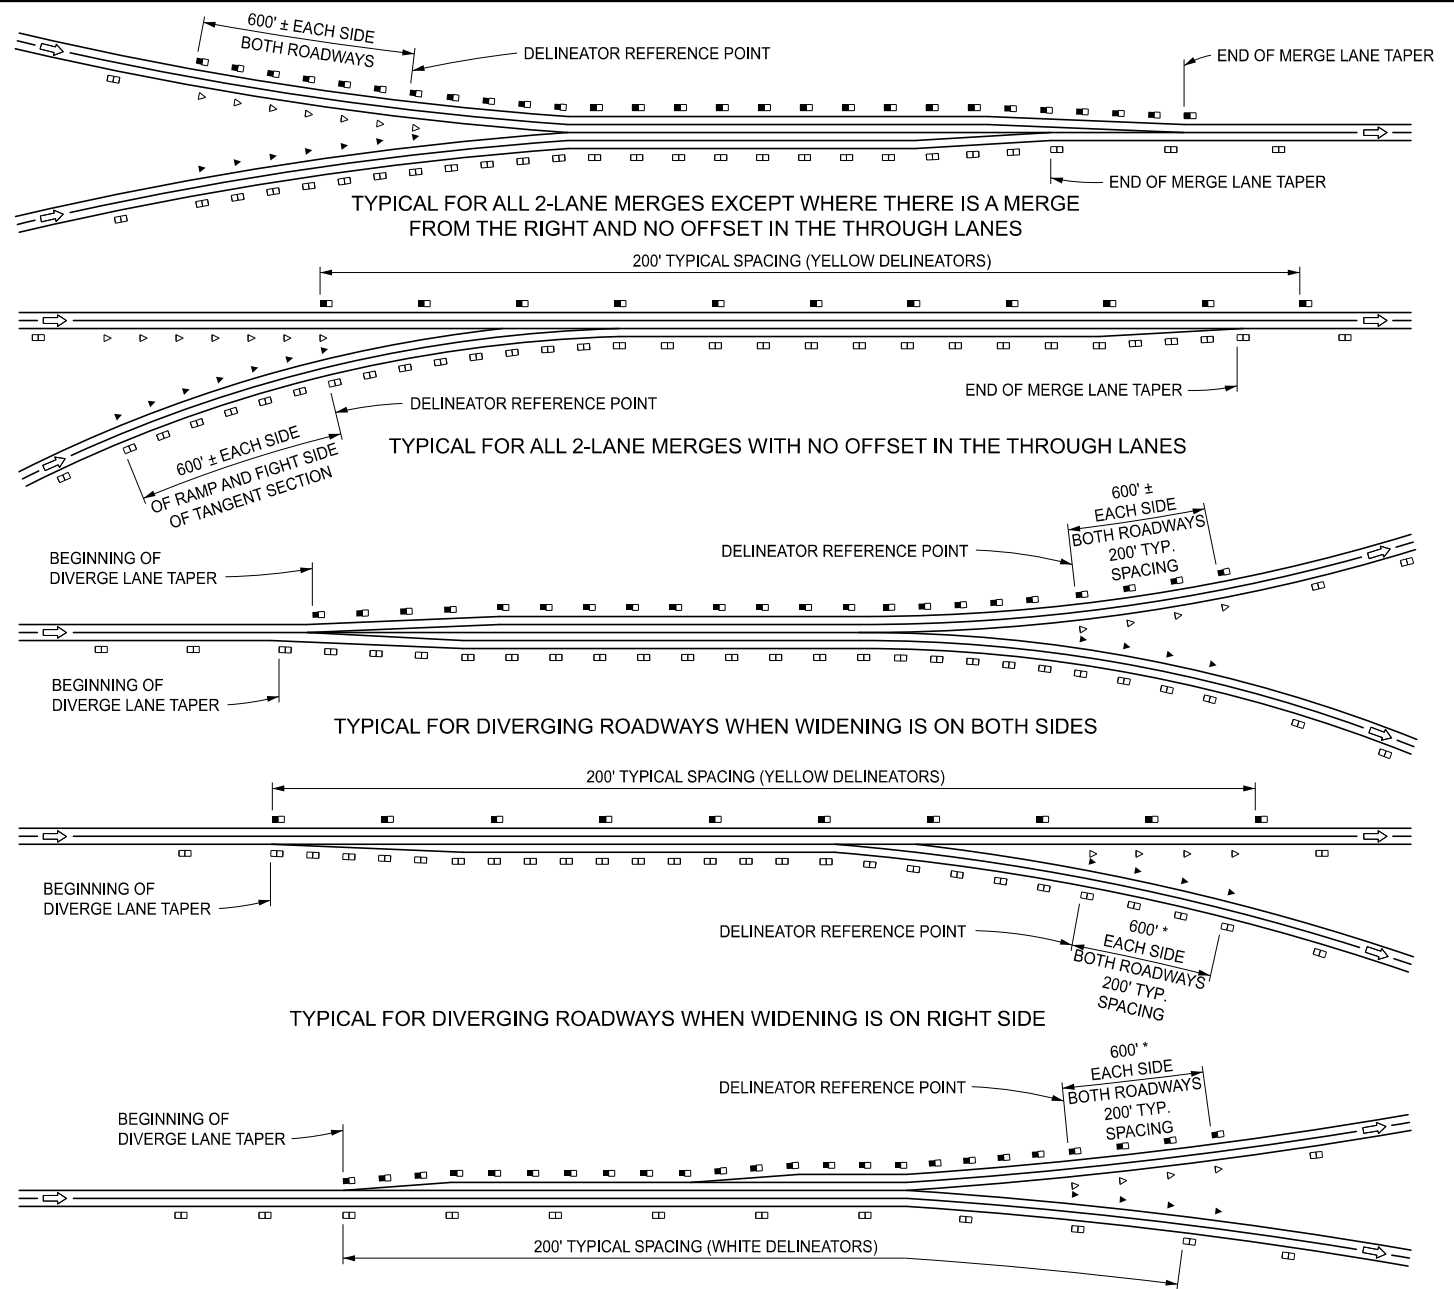 600' ± EACH SIDE
BOTH ROADWAYS
DELINEATOR REFERENCE POINT
END OF MERGE LANE TAPER
END OF MERGE LANE TAPER
TYPICAL FOR ALL 2-LANE MERGES EXCEPT WHERE THERE IS A MERGE
FROM THE RIGHT AND NO OFFSET IN THE THROUGH LANES
200' TYPICAL SPACING (YELLOW DELINEATORS)
END OF MERGE LANE TAPER
DELINEATOR REFERENCE POINT
600' ± EACH SIDE
OF RAMP AND FIGHT SIDE
OF TANGENT SECTION
TYPICAL FOR ALL 2-LANE MERGES WITH NO OFFSET IN THE THROUGH LANES
600' ±
EACH SIDE
BOTH ROADWAYS
200' TYP.
SPACING
DELINEATOR REFERENCE POINT
BEGINNING OF
DIVERGE LANE TAPER
BEGINNING OF
DIVERGE LANE TAPER
TYPICAL FOR DIVERGING ROADWAYS WHEN WIDENING IS ON BOTH SIDES
200' TYPICAL SPACING (YELLOW DELINEATORS)
BEGINNING OF
DIVERGE LANE TAPER
DELINEATOR REFERENCE POINT
600' *
EACH SIDE
BOTH ROADWAYS
200' TYP.
SPACING
TYPICAL FOR DIVERGING ROADWAYS WHEN WIDENING IS ON RIGHT SIDE
600' *
EACH SIDE
BOTH ROADWAYS
200' TYP.
SPACING
DELINEATOR REFERENCE POINT
BEGINNING OF
DIVERGE LANE TAPER
200' TYPICAL SPACING (WHITE DELINEATORS)